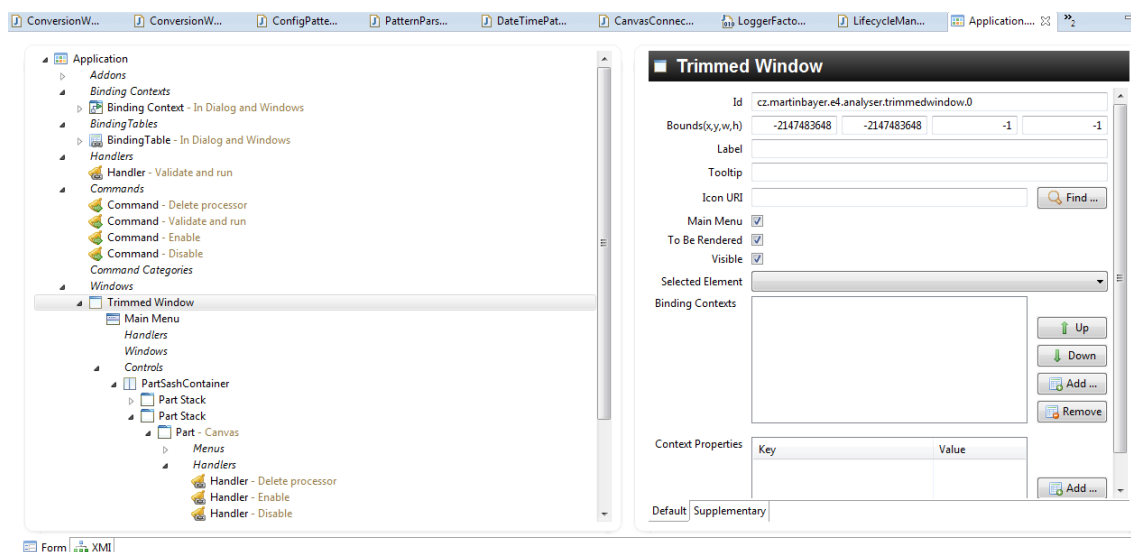 ConversionW... ConversionW... ConfigPatte... PatternPars... DateTimePat... CanvasConnec... LoggerFacto... LifecycleMan... Application.... »2
Application
Addons
Binding Contexts
Binding Context - In Dialog and Windows
BindingTables
BindingTable - In Dialog and Windows
Handlers
Handler - Validate and run
Commands
Command - Delete processor
Command - Validate and run
Command - Enable
Command - Disable
Command Categories
Windows
Trimmed Window
Main Menu
Handlers
Windows
Controls
PartSashContainer
Part Stack
Part Stack
Part - Canvas
Menus
Handlers
Handler - Delete processor
Handler - Enable
Handler - Disable
Form XMI
Trimmed Window
Id cz.martinbayer.e4.analyser.trimmedwindow.0
Bounds(x,y,w,h) -2147483648 -2147483648 -1 -1
Label
Tooltip
Icon URI Find ...
Main Menu
To Be Rendered
Visible
Selected Element
Binding Contexts
Up
Down
Add ...
Remove
Context Properties Key Value
Add ...
Default Supplementary